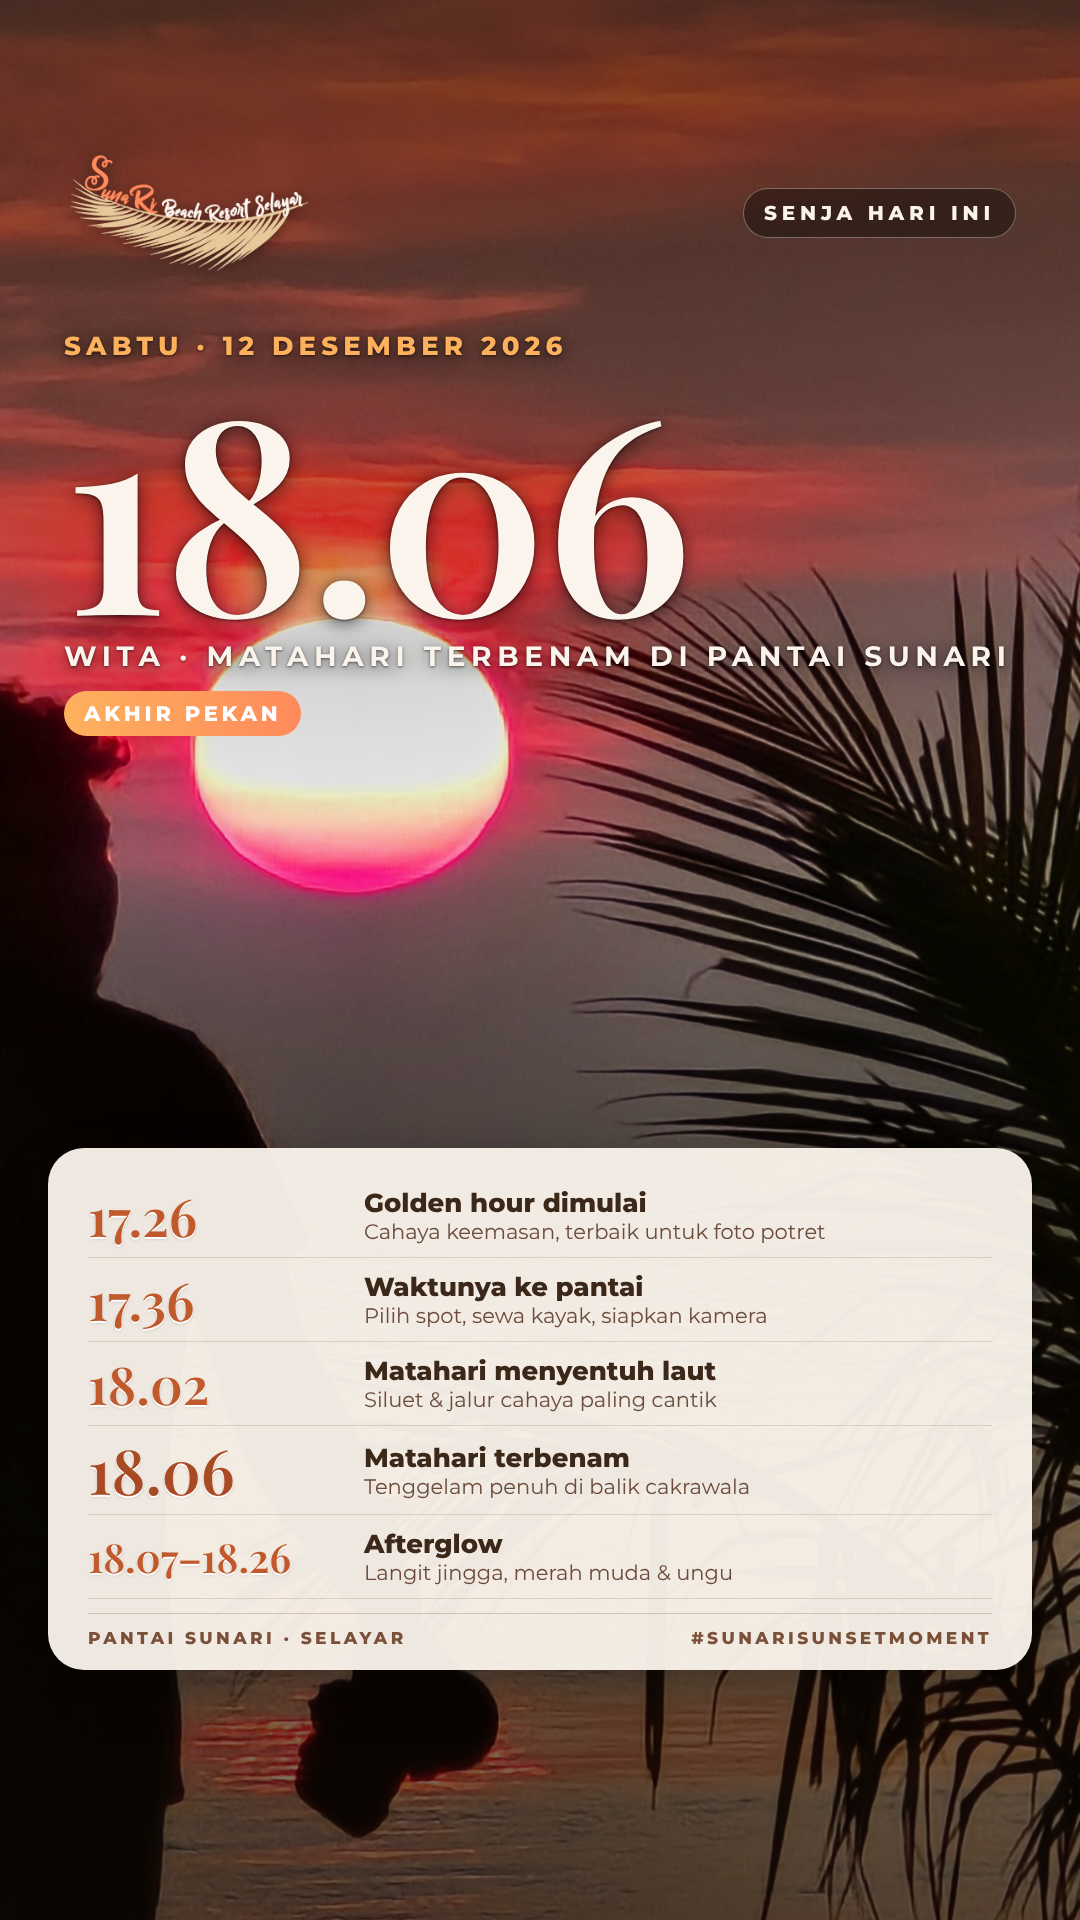 SunaRi Beach Resort Selayar
SENJA HARI INI
SABTU · 12 DESEMBER 2026
18.06
WITA · MATAHARI TERBENAM DI PANTAI SUNARI
AKHIR PEKAN
17.26
Golden hour dimulai
Cahaya keemasan, terbaik untuk foto potret
17.36
Waktunya ke pantai
Pilih spot, sewa kayak, siapkan kamera
18.02
Matahari menyentuh laut
Siluet & jalur cahaya paling cantik
18.06
Matahari terbenam
Tenggelam penuh di balik cakrawala
18.07–18.26
Afterglow
Langit jingga, merah muda & ungu
PANTAI SUNARI · SELAYAR
#SUNARISUNSETMOMENT